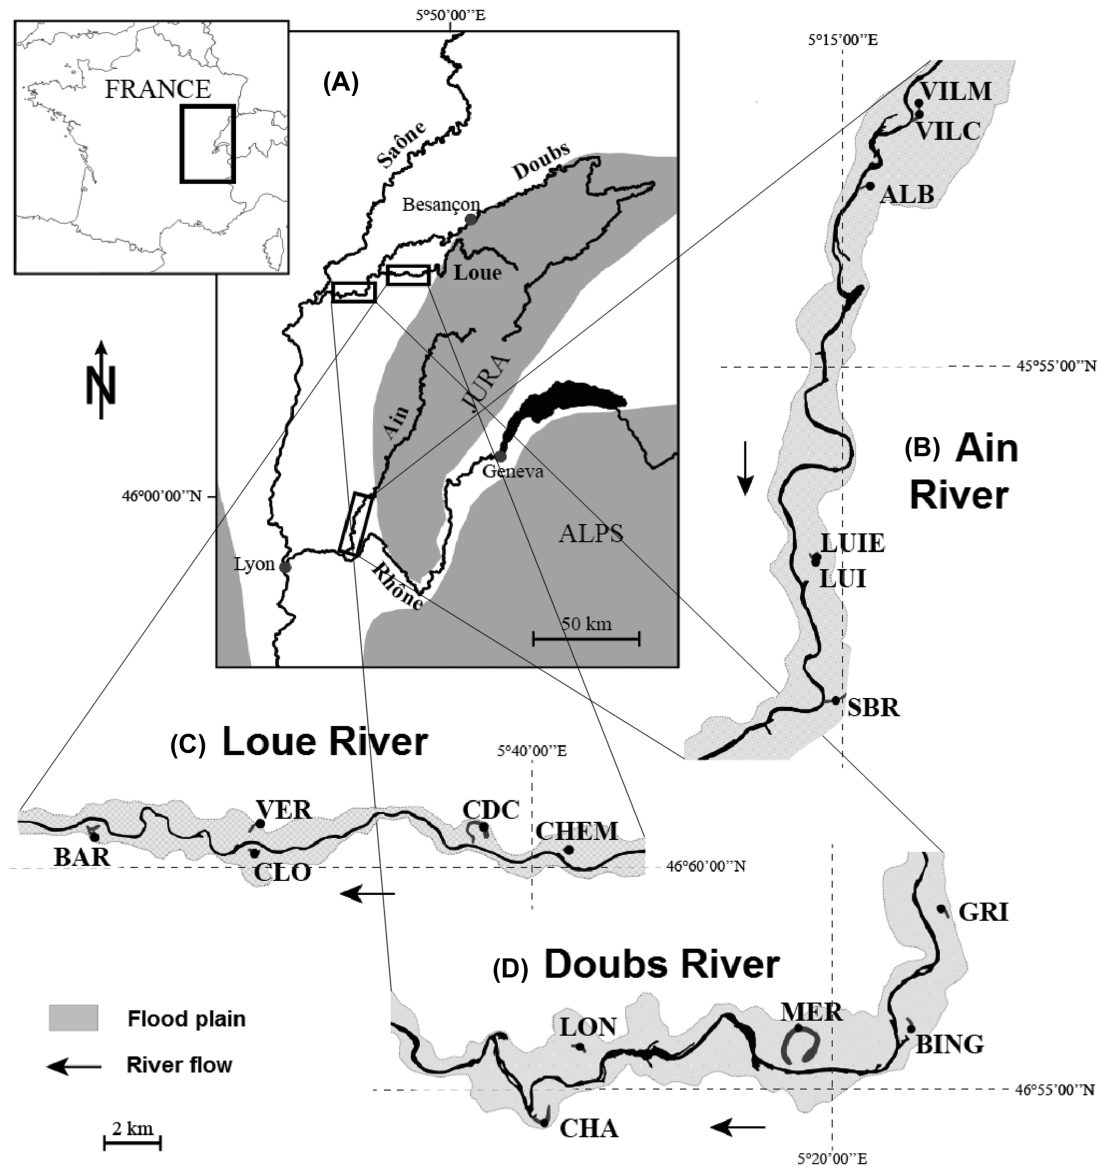 5°50'00''E
FRANCE
(A)
Saône
Doubs
Besançon
Loue
JURA
Ain
Geneva
46°00'00''N
ALPS
Lyon
Rhône
50 km
N
5°15'00''E
VILM
VILC
ALB
45°55'00''N
(B) Ain
River
LUIE
LUI
SBR
(C) Loue River
5°40'00''E
VER
CDC
CHEM
BAR
CLO
46°60'00''N
GRI
(D) Doubs River
MER
LON
BING
46°55'00''N
CHA
5°20'00''E
Flood plain
River flow
2 km